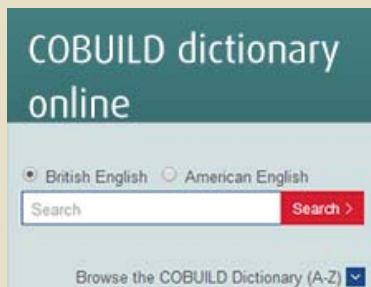 COBUILD dictionary
online
British English American English
Search Search >
Browse the COBUILD Dictionary (A-Z)